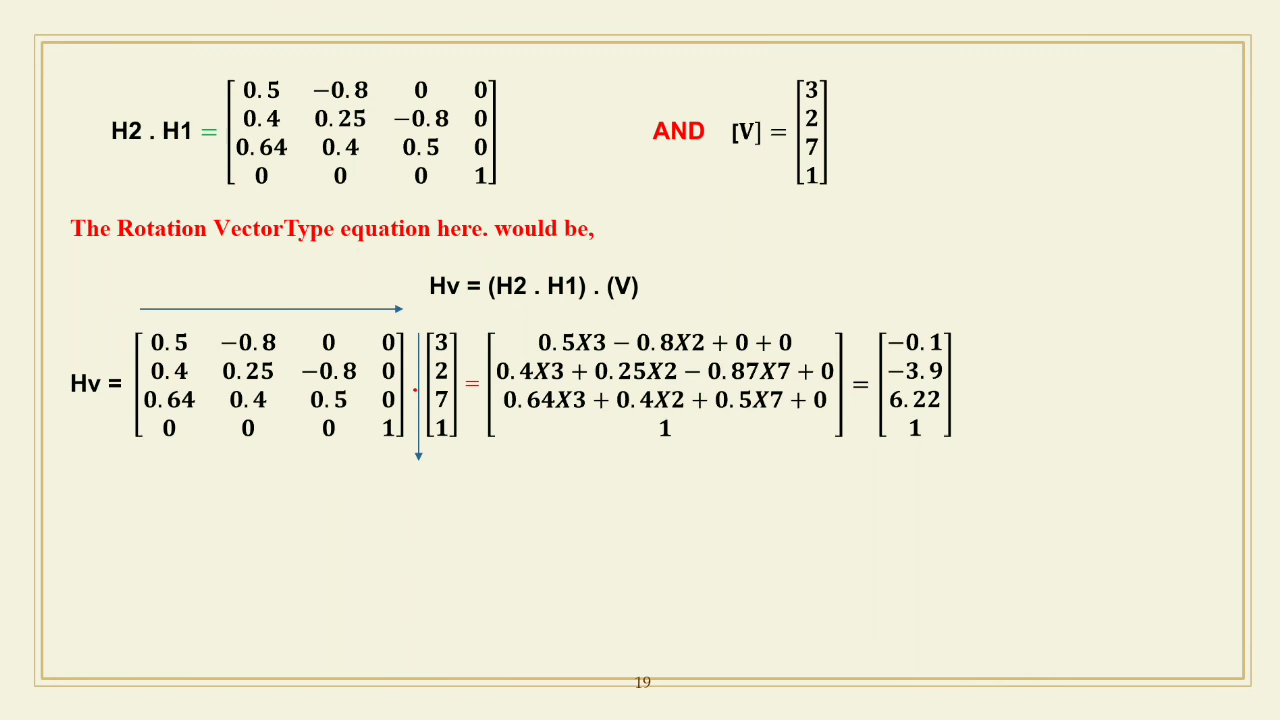 H2 . H1 = [0.5 −0.8 0 0
0.4 0.25 −0.8 0
0.64 0.4 0.5 0
0 0 0 1]
AND [V] = [3
2
7
1]
The Rotation VectorType equation here. would be,
Hv = (H2 . H1) . (V)
Hv = [0.5 −0.8 0 0
0.4 0.25 −0.8 0
0.64 0.4 0.5 0
0 0 0 1]
. [3
2
7
1]
= [0.5X3 − 0.8X2 + 0 + 0
0.4X3 + 0.25X2 − 0.87X7 + 0
0.64X3 + 0.4X2 + 0.5X7 + 0
1]
= [−0.1
−3.9
6.22
1]
19